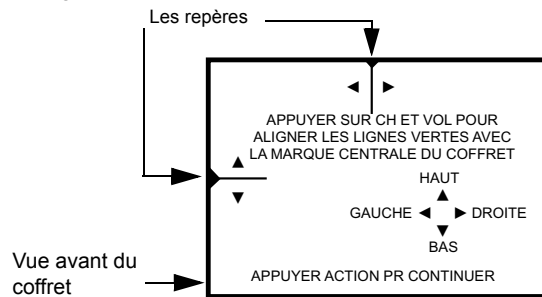 Les repères
APPUYER SUR CH ET VOL POUR
ALIGNER LES LIGNES VERTES AVEC
LA MARQUE CENTRALE DU COFFRET
HAUT
GAUCHE DROITE
BAS
Vue avant du
coffret
APPUYER ACTION PR CONTINUER